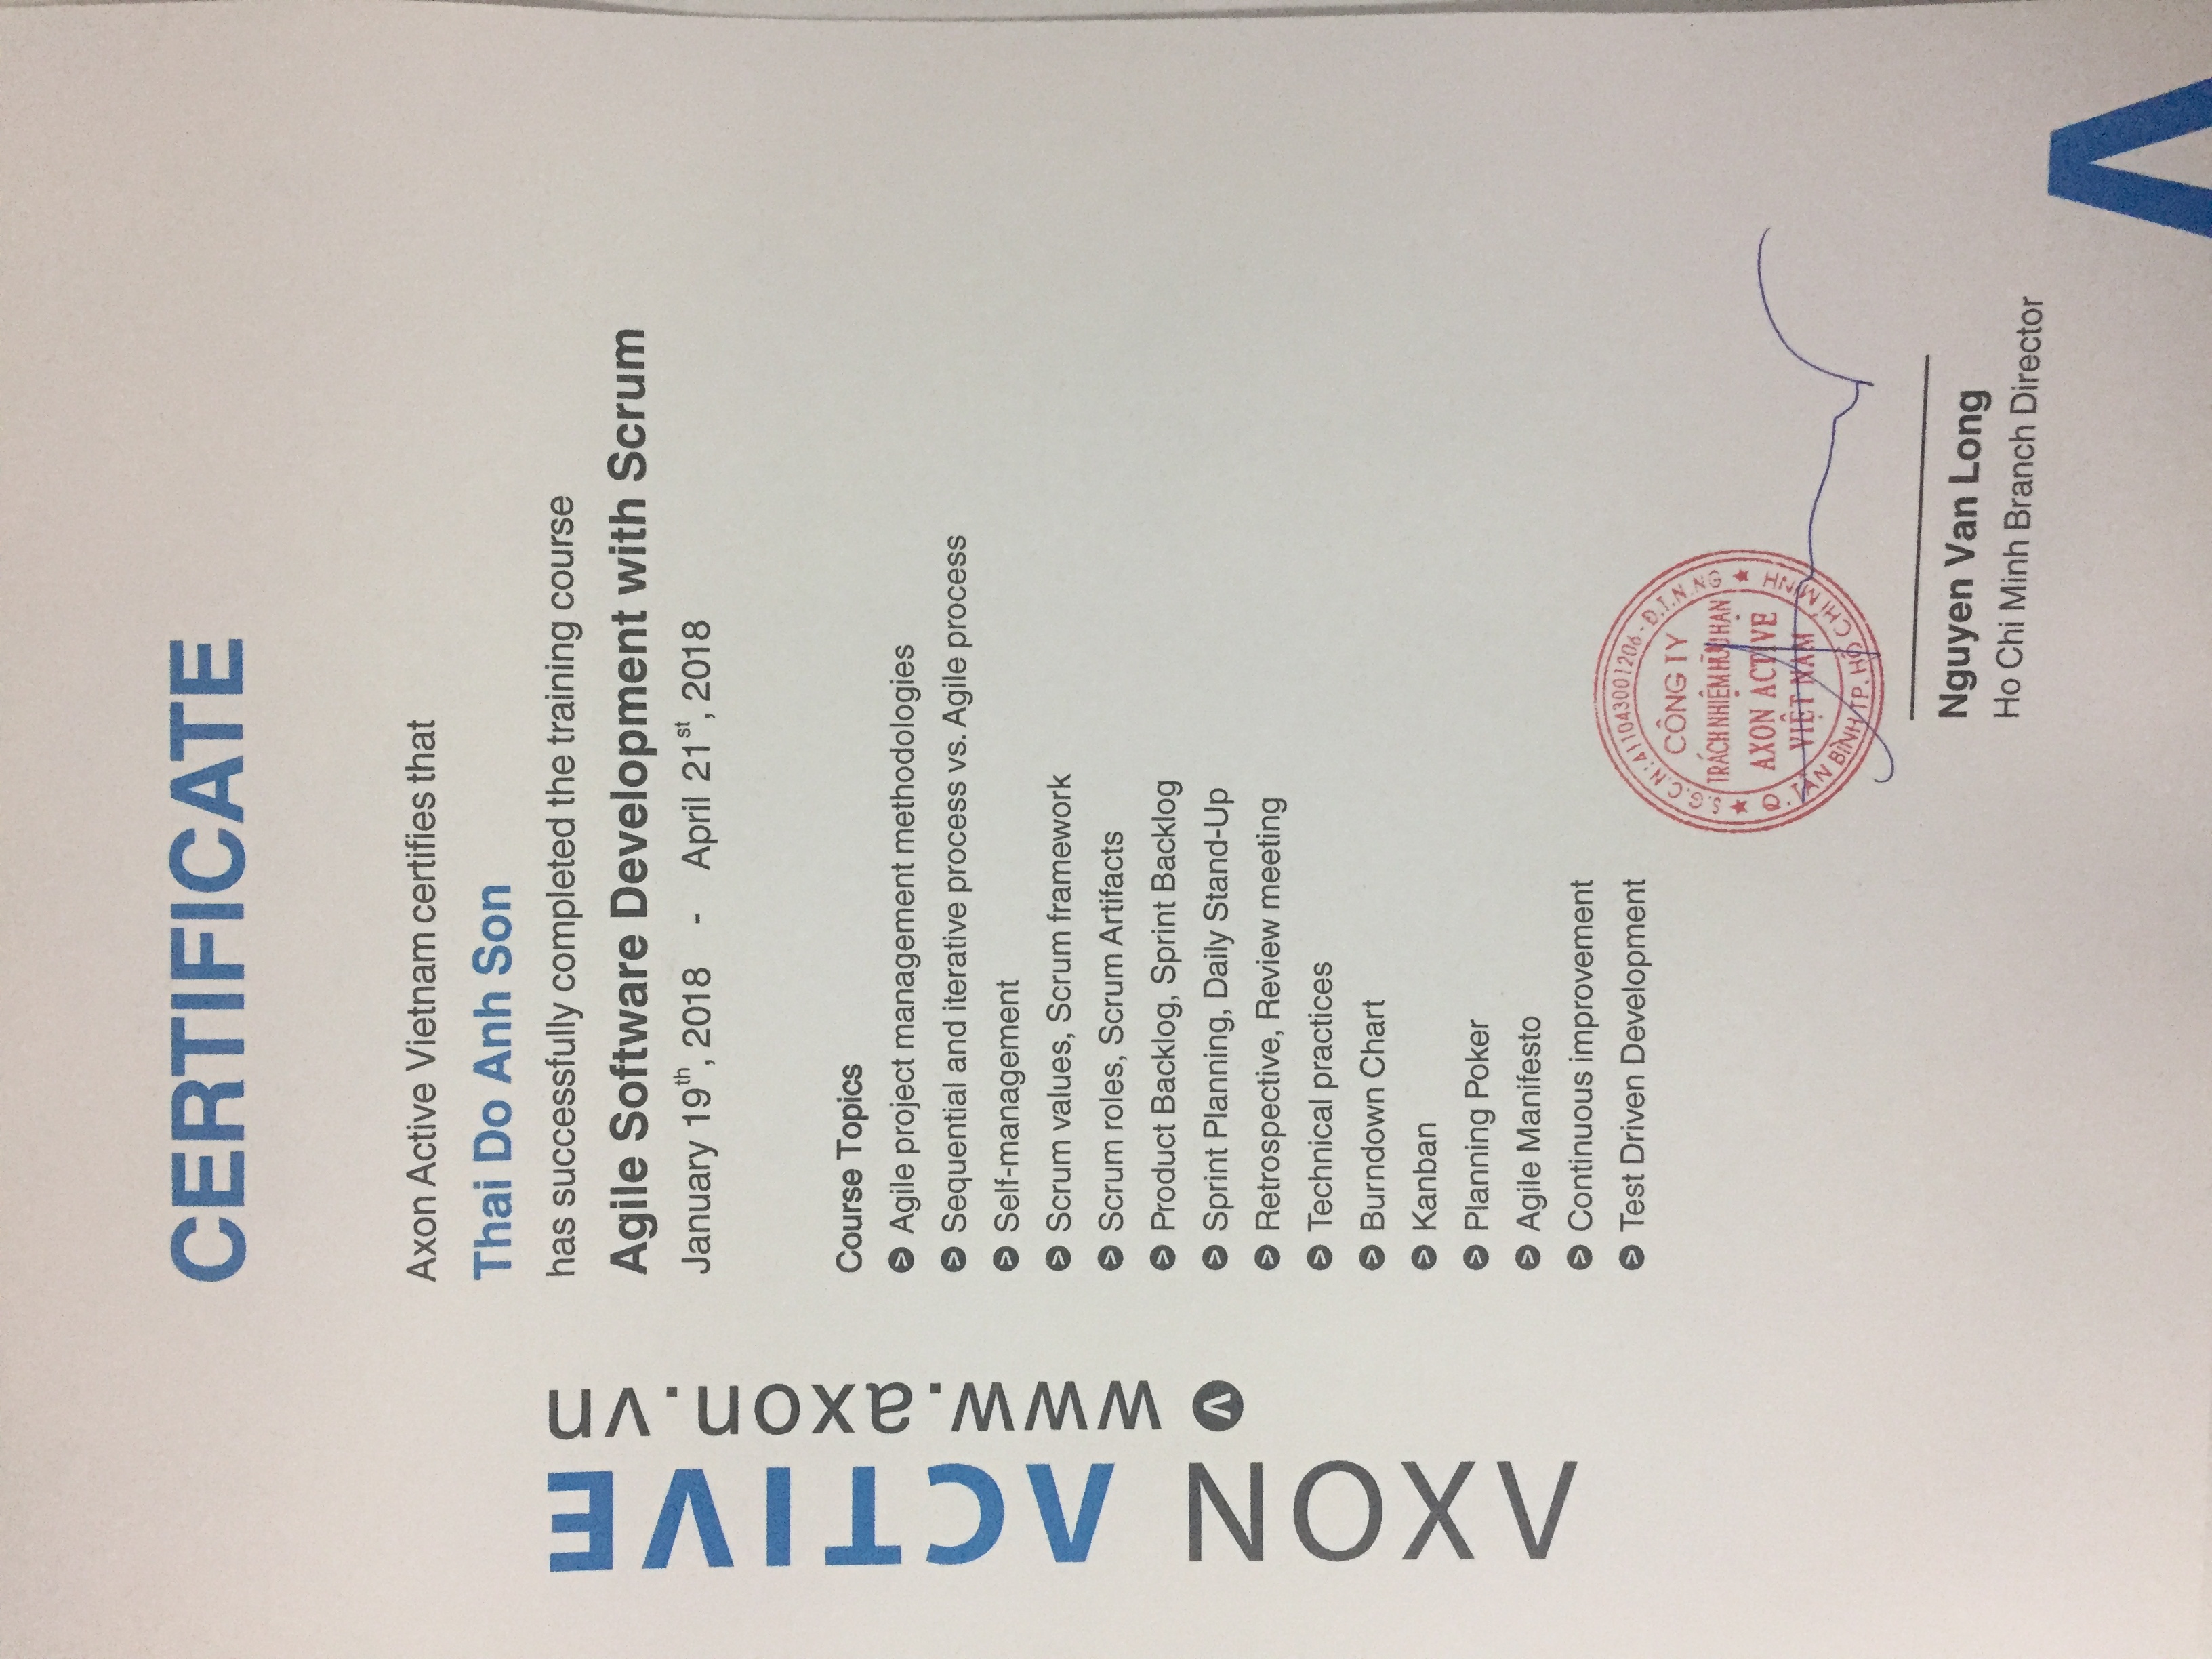 CERTIFICATE
Axon Active Vietnam certifies that
Thai Do Anh Son
has successfully completed the training course
Agile Software Development with Scrum
January 19th, 2018 - April 21st, 2018
Course Topics
Agile project management methodologies
Sequential and iterative process vs. Agile process
Self-management
Scrum values, Scrum framework
Scrum roles, Scrum Artifacts
Product Backlog, Sprint Backlog
Sprint Planning, Daily Stand-Up
Retrospective, Review meeting
Technical practices
Burndown Chart
Kanban
Planning Poker
Agile Manifesto
Continuous improvement
Test Driven Development
AXON ACTIVE
www.axon.vn
S.G.C.N: 411043001206 - Đ.T.N.NG
CÔNG TY
TRÁCH NHIỆM HỮU HẠN
AXON ACTIVE
VIỆT NAM
Q. TÂN BÌNH TP. HỒ CHÍ MINH
Nguyen Van Long
Ho Chi Minh Branch Director